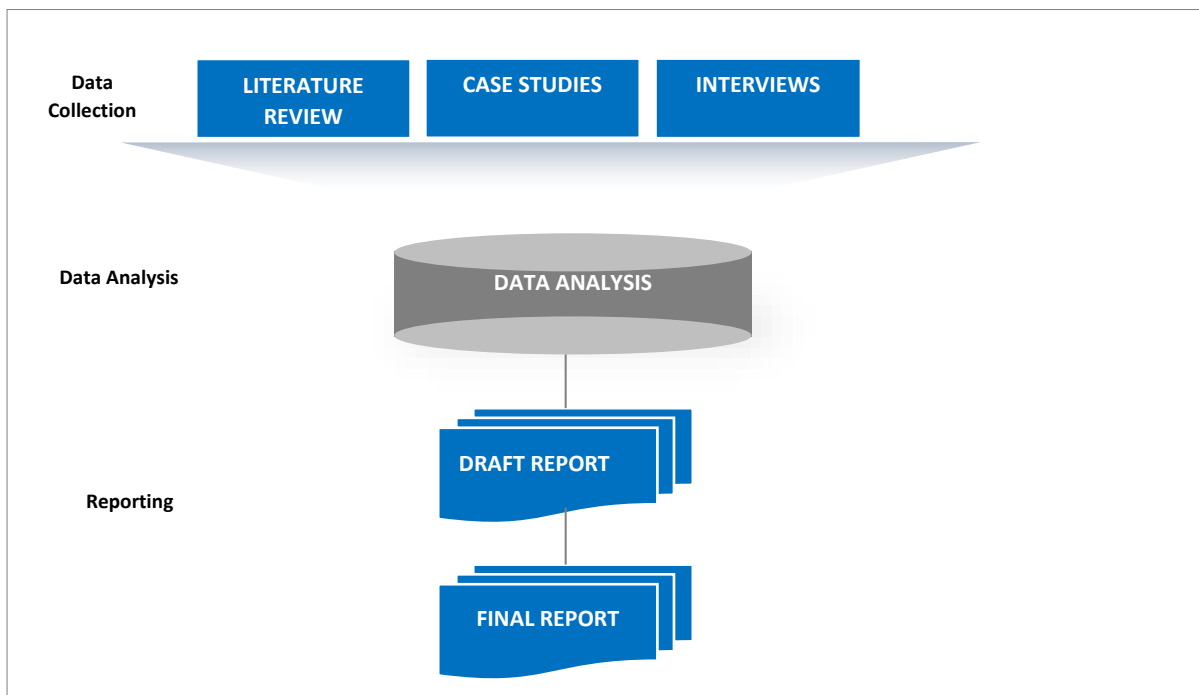 Data
Collection
LITERATURE
REVIEW
CASE STUDIES
INTERVIEWS
Data Analysis
DATA ANALYSIS
Reporting
DRAFT REPORT
FINAL REPORT